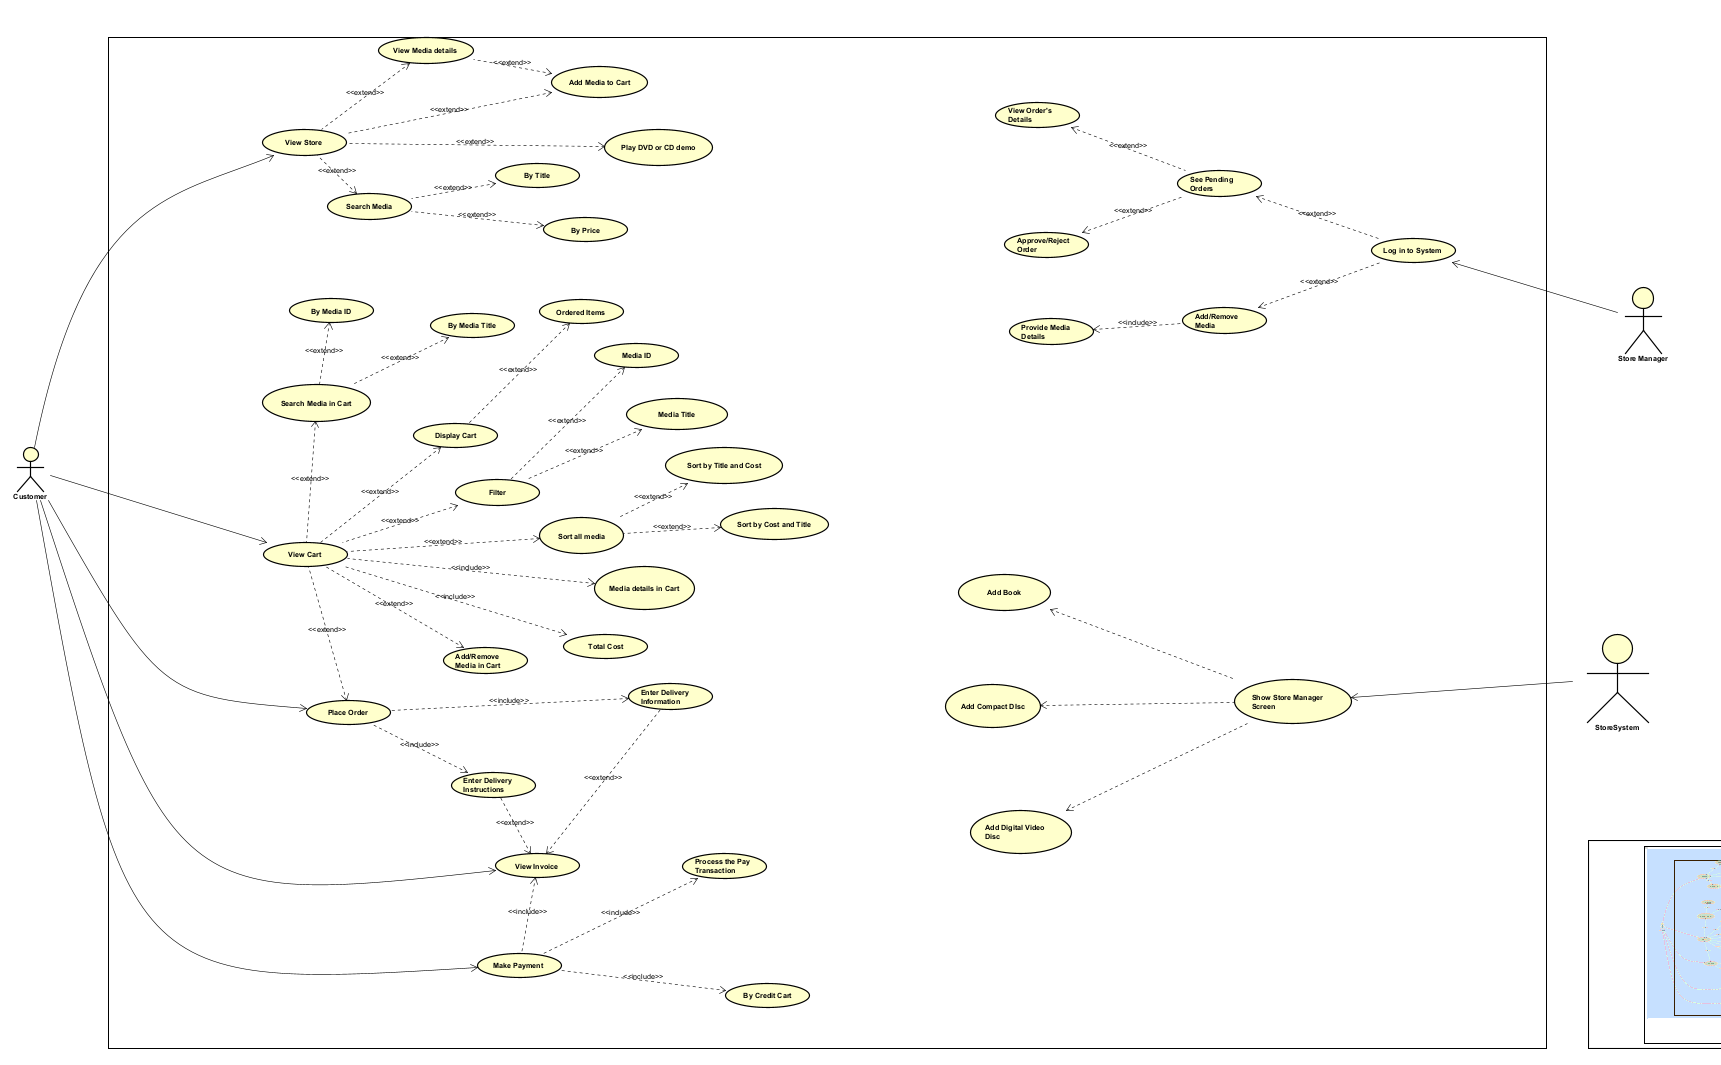 View Media details
<<extend>>
Add Media to Cart
<<extend>>
<<extend>>
View Store
<<extend>>
Play DVD or CD demo
<<extend>>
By Title
<<extend>>
Search Media
<<extend>>
By Price
View Order's
Details
<<extend>>
See Pending
Orders
<<extend>>
<<extend>>
Approve/Reject
Order
Log in to System
<<extend>>
Add/Remove
Media
<<include>>
Provide Media
Details
Store Manager
By Media ID
By Media Title
Ordered Items
<<extend>>
<<extend>>
Media ID
<<extend>>
Search Media in Cart
Media Title
<<extend>>
Display Cart
<<extend>>
Sort by Title and Cost
<<extend>>
<<extend>>
Filter
<<extend>>
Customer
<<extend>>
Sort by Cost and Title
<<extend>>
Sort all media
<<extend>>
View Cart
<<include>>
Media details in Cart
<<include>>
<<extend>>
<<extend>>
Total Cost
Add/Remove
Media in Cart
Enter Delivery
Information
<<include>>
Place Order
<<include>>
Enter Delivery
Instructions
<<extend>>
<<extend>>
View Invoice
Process the Pay
Transaction
<<include>>
<<include>>
Make Payment
<<include>>
By Credit Cart
Add Book
Show Store Manager
Screen
Add Compact DIsc
StoreSystem
Add Digital Video
Disc